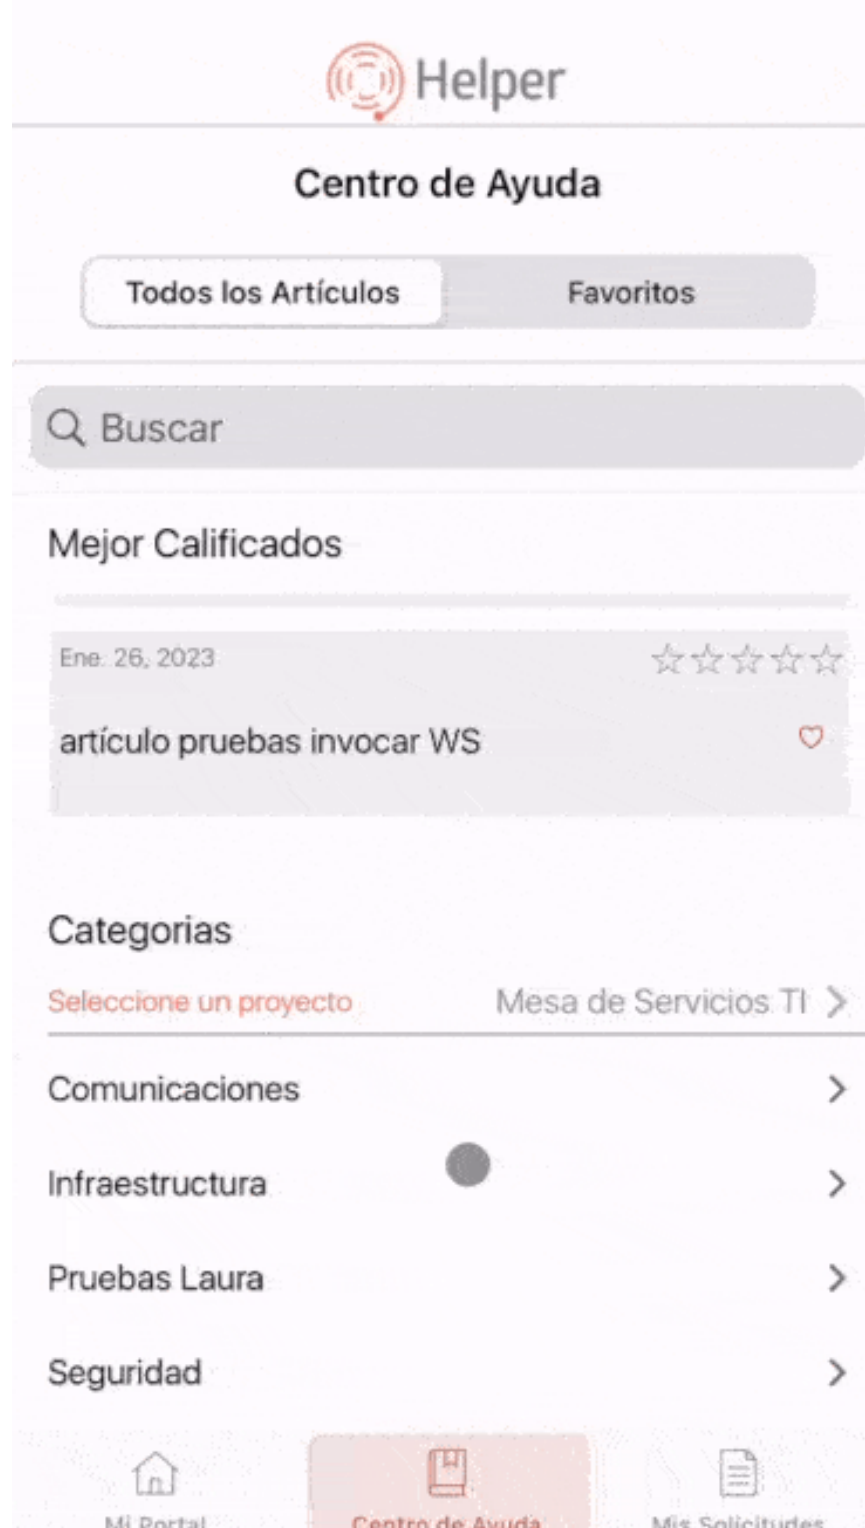 Helper
Centro de Ayuda
Todos los Artículos Favoritos
Buscar
Mejor Calificados
Ene. 26, 2023
artículo pruebas invocar WS
Categorias
Seleccione un proyecto Mesa de Servicios TI
Comunicaciones
Infraestructura
Pruebas Laura
Seguridad
Mi Portal Centro de Ayuda Mis Solicitudes